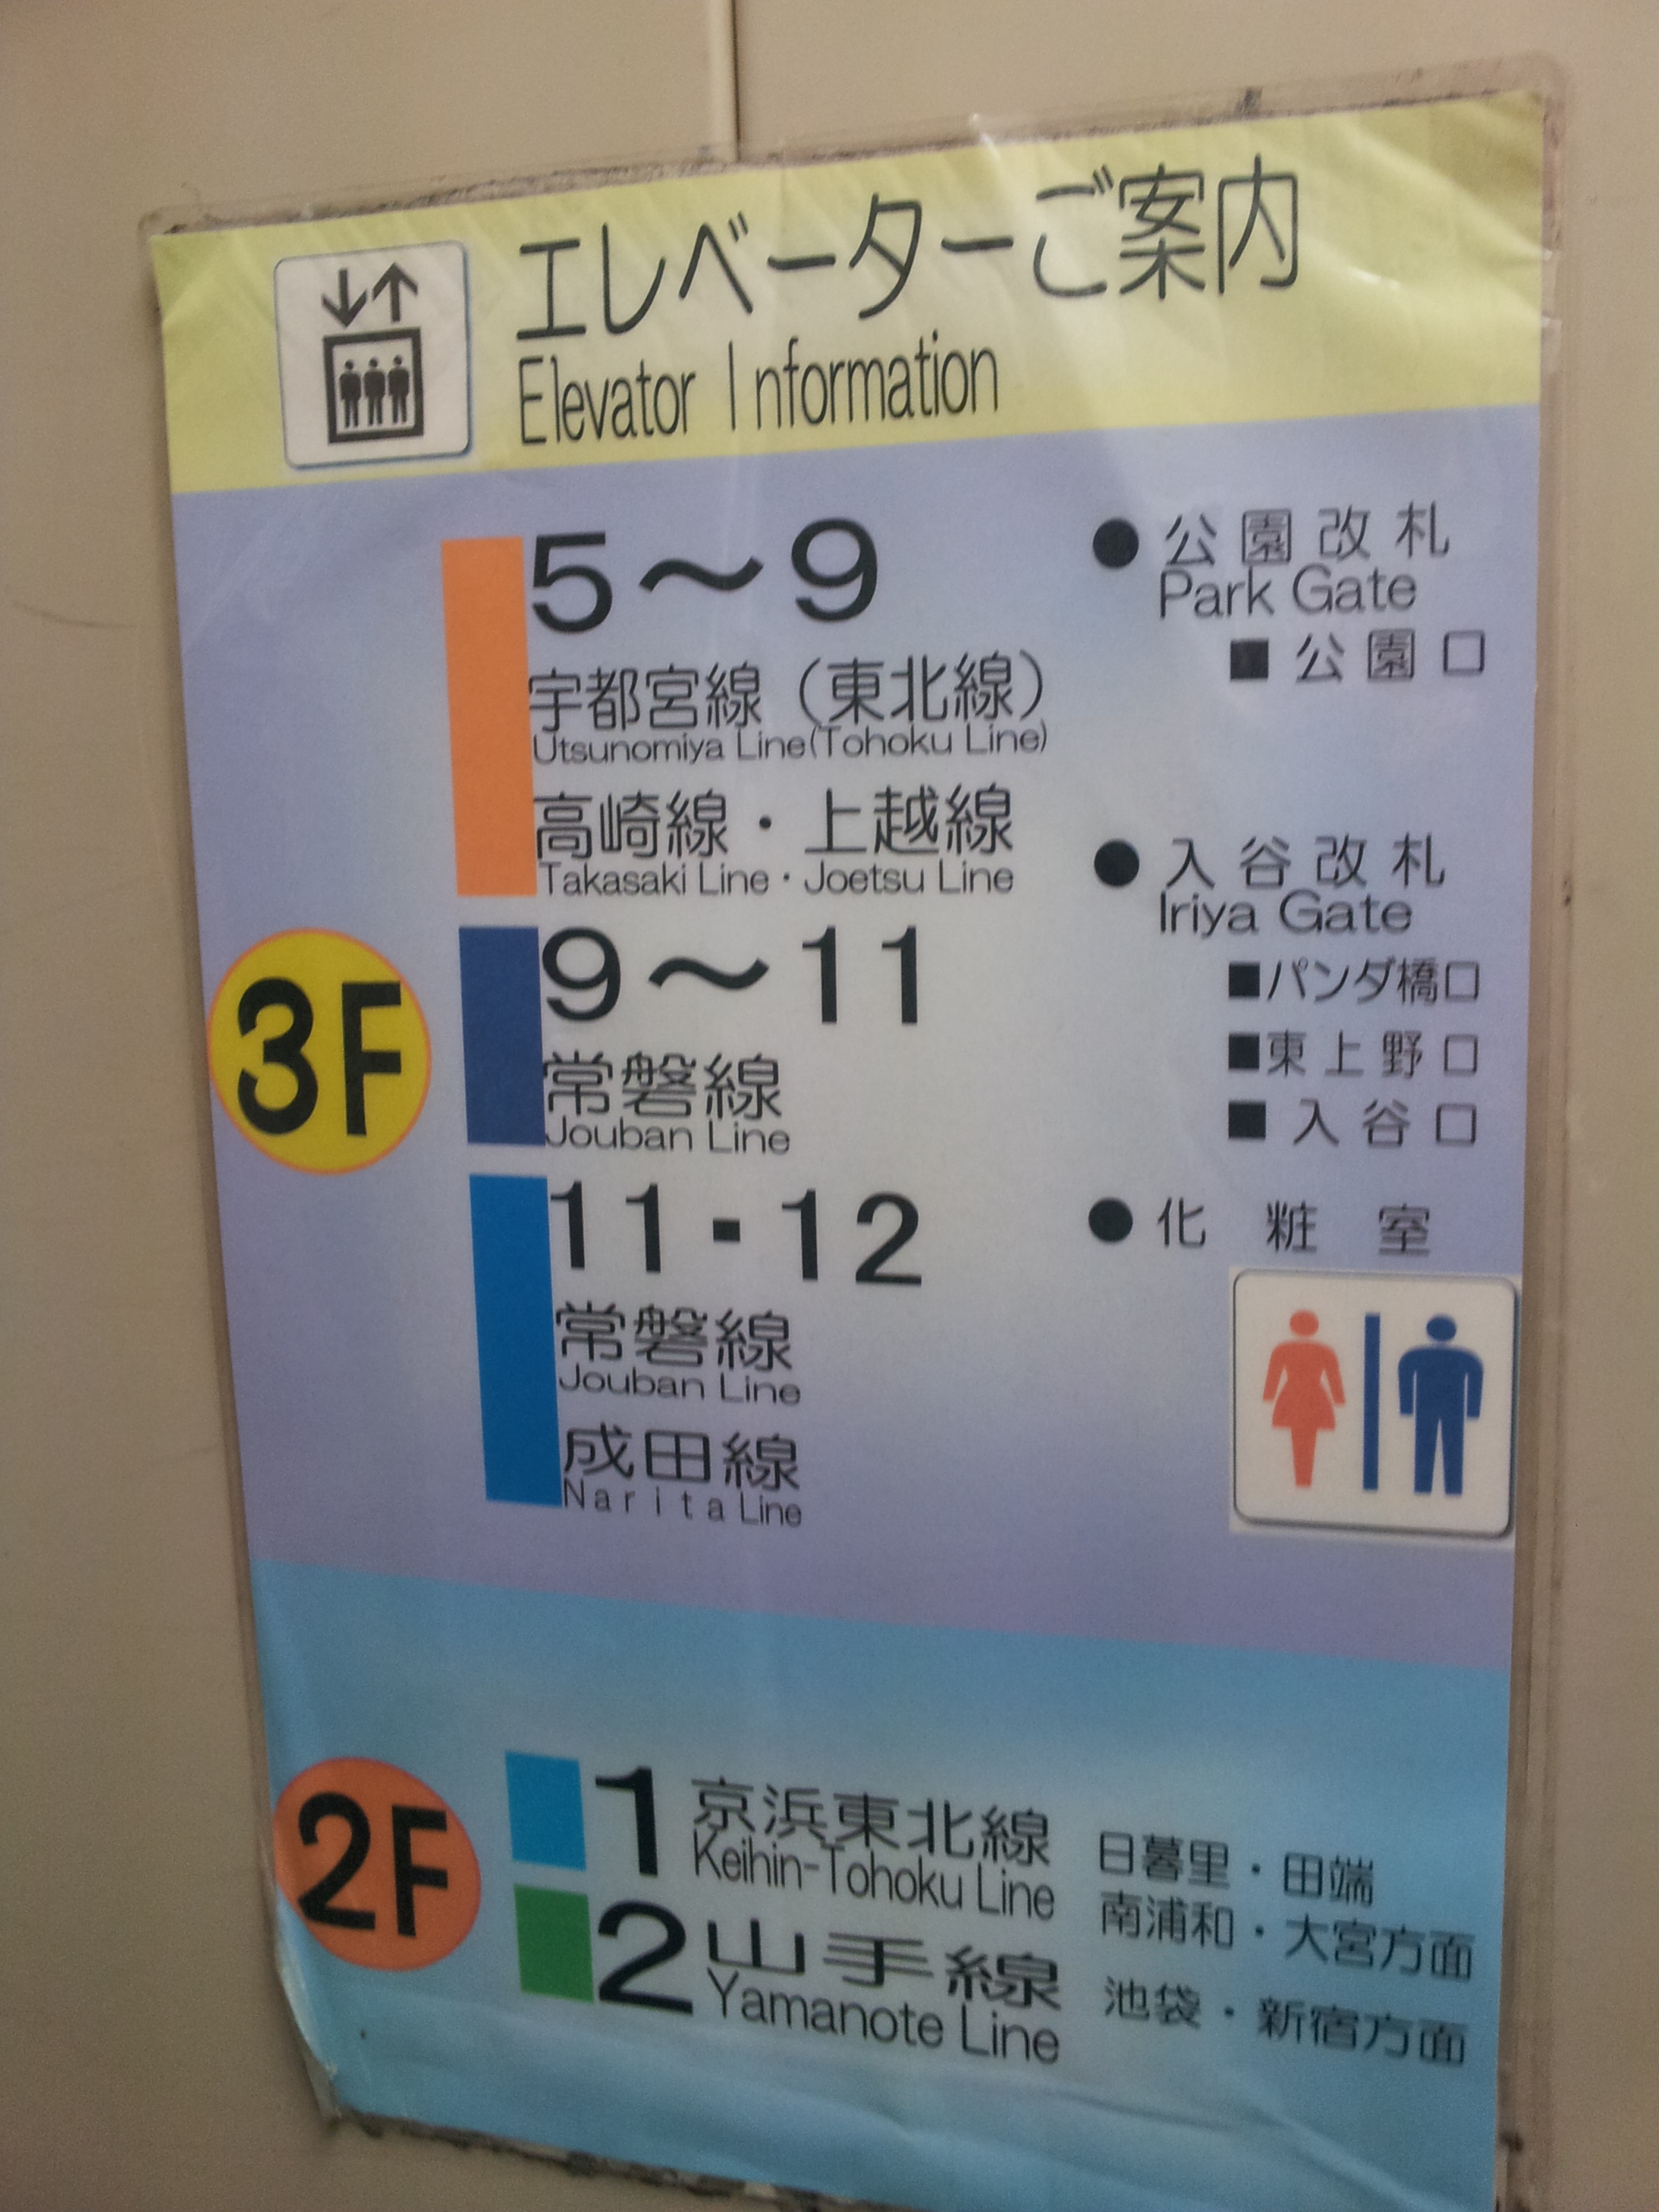 エレベーターご案内
Elevator Information
3F
5～9
宇都宮線（東北線）
Utsunomiya Line(Tohoku Line)
高崎線・上越線
Takasaki Line・Joetsu Line
9～11
常磐線
Jouban Line
11・12
常磐線
Jouban Line
成田線
Narita Line
●公園改札
Park Gate
■公園口
●入谷改札
Iriya Gate
■パンダ橋口
■東上野口
■入谷口
●化粧室
2F
1 京浜東北線
Keihin-Tohoku Line
日暮里・田端
南浦和・大宮方面
2 山手線
Yamanote Line
池袋・新宿方面